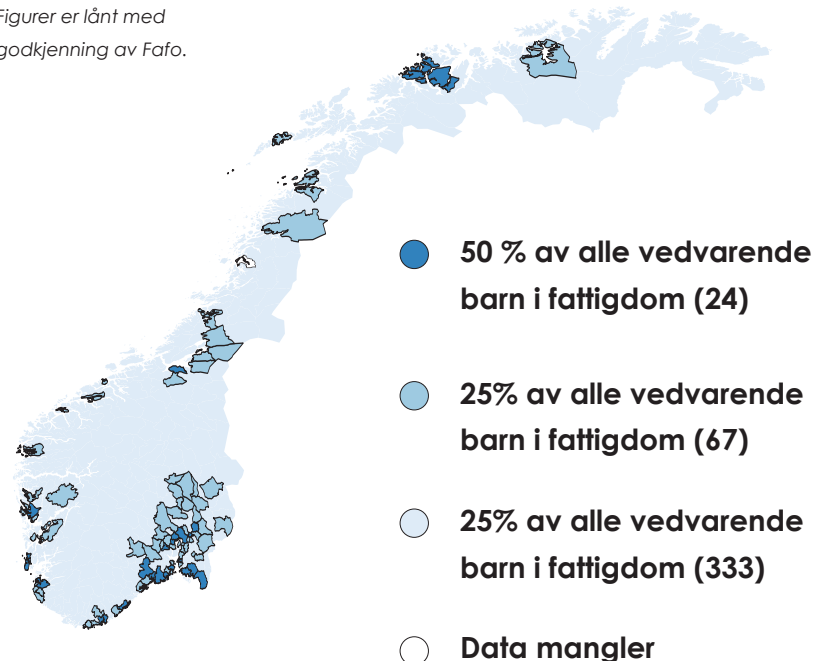 Figurer er lånt med
godkjenning av Fafo.
50 % av alle vedvarende
barn i fattigdom (24)
25% av alle vedvarende
barn i fattigdom (67)
25% av alle vedvarende
barn i fattigdom (333)
Data mangler